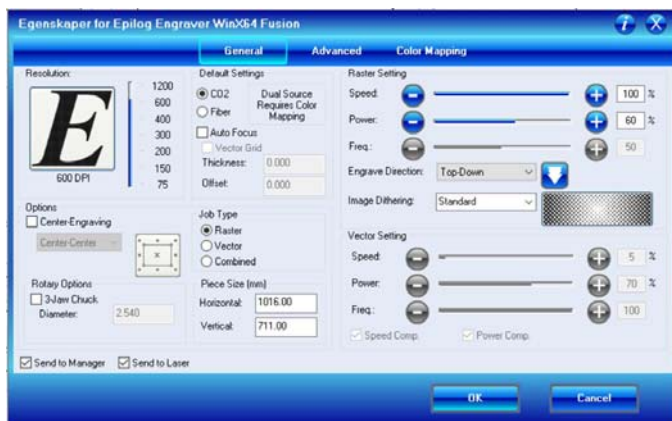 Egenskaper for Epilog Engraver WinX64 Fusion
General Advanced Color Mapping
Resolution:
1200
600
400
300
200
150
75
E
600 DPI
Default Settings
CO2
Fiber
Dual Source
Requires Color
Mapping
Auto Focus
Vector Grid
Thickness: 0.000
Offset: 0.000
Options
Center-Engraving
Center-Center
x
Job Type
Raster
Vector
Combined
Rotary Options
3-Jaw Chuck
Diameter: 2.540
Piece Size (mm)
Horizontal: 1016.00
Vertical: 711.00
Raster Setting
Speed: 100 %
Power: 60 %
Freq.: 50
Engrave Direction: Top-Down
Image Dithering: Standard
Vector Setting
Speed: 5 %
Power: 70 %
Freq.: 100
Speed Comp. Power Comp.
Send to Manager Send to Laser
OK Cancel